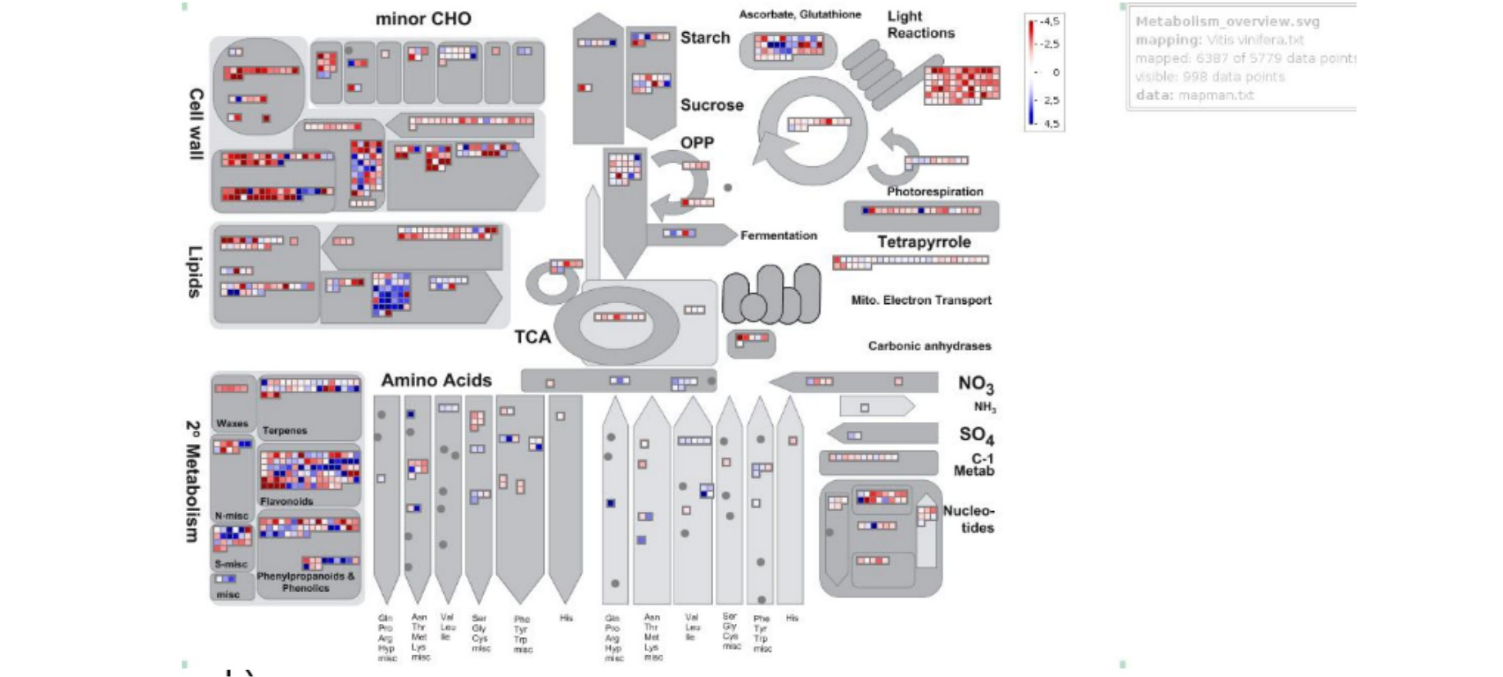 minor CHO
Ascorbate, Glutathione
Light
Reactions
-4,5
-2,5
0
2,5
4,5
Metabolism_overview.svg
mapping: Vitis vinifera.txt
mapped: 6387 of 5779 data points
visible: 998 data points
data: mapman.txt
Cell wall
Starch
Sucrose
OPP
Photorespiration
Fermentation
Tetrapyrrole
Lipids
Mito. Electron Transport
TCA
Carbonic anhydrases
Amino Acids
NO3
NH3
SO4
C-1
Metab
Nucleo-
tides
2° Metabolism
Waxes
Terpenes
Flavonoids
N-misc
S-misc
Phenylpropanoids &
Phenolics
misc
Gln
Pro
Arg
Hyp
misc
Asn
Thr
Met
Lys
misc
Val
Leu
Ile
Ser
Gly
Cys
misc
Phe
Tyr
Trp
misc
His
Gln
Pro
Arg
Hyp
misc
Asn
Thr
Met
Lys
misc
Val
Leu
Ile
Ser
Gly
Cys
misc
Phe
Tyr
Trp
misc
His